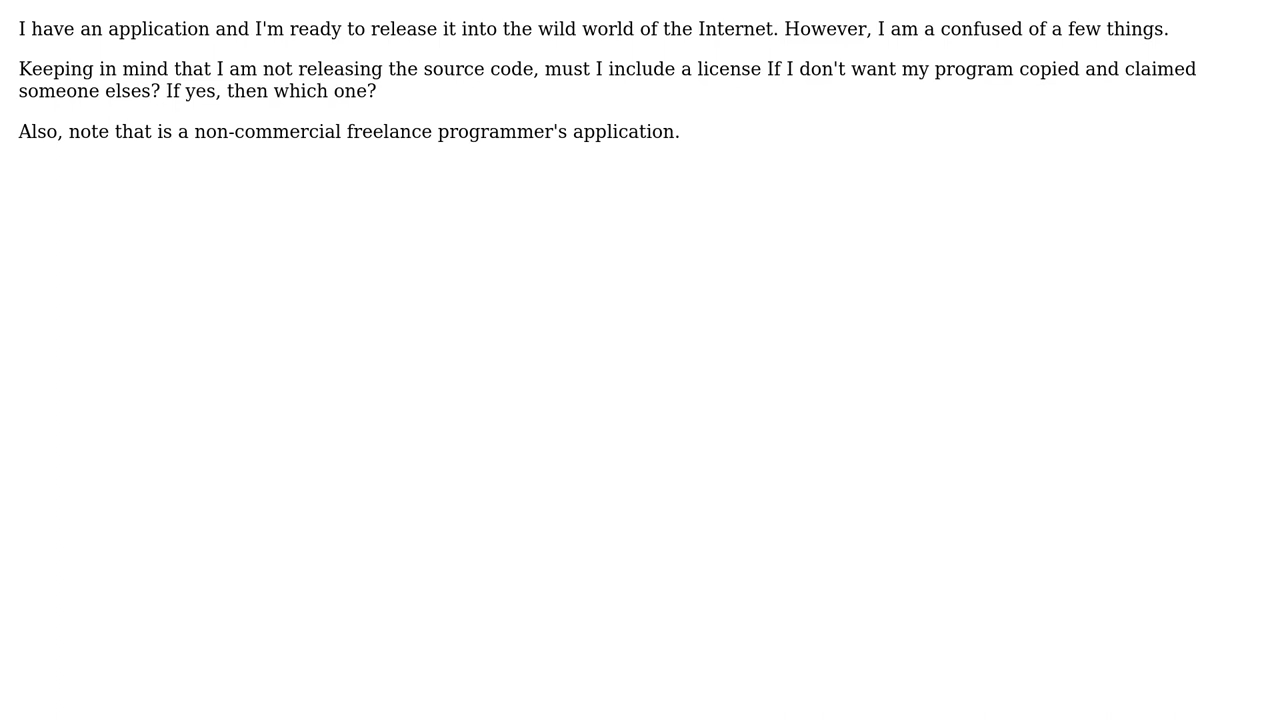 I have an application and I'm ready to release it into the wild world of the Internet. However, I am a confused of a few things.
Keeping in mind that I am not releasing the source code, must I include a license If I don't want my program copied and claimed
someone elses? If yes, then which one?
Also, note that is a non-commercial freelance programmer's application.